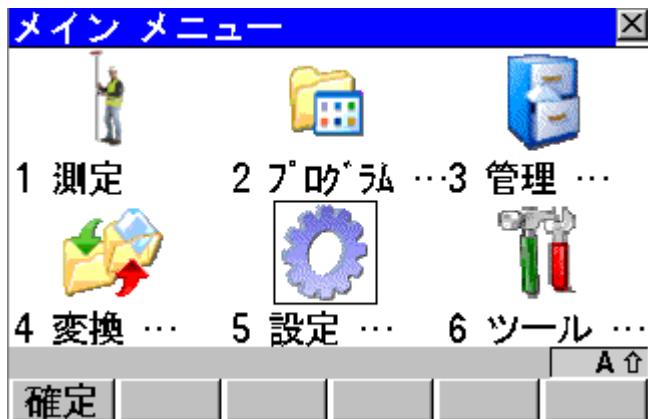 メイン メニュー
1 測定 2 ﾌﾟﾛｸﾞﾗﾑ … 3 管理 …
4 変換 … 5 設定 … 6 ツール …
A ⇧
確定